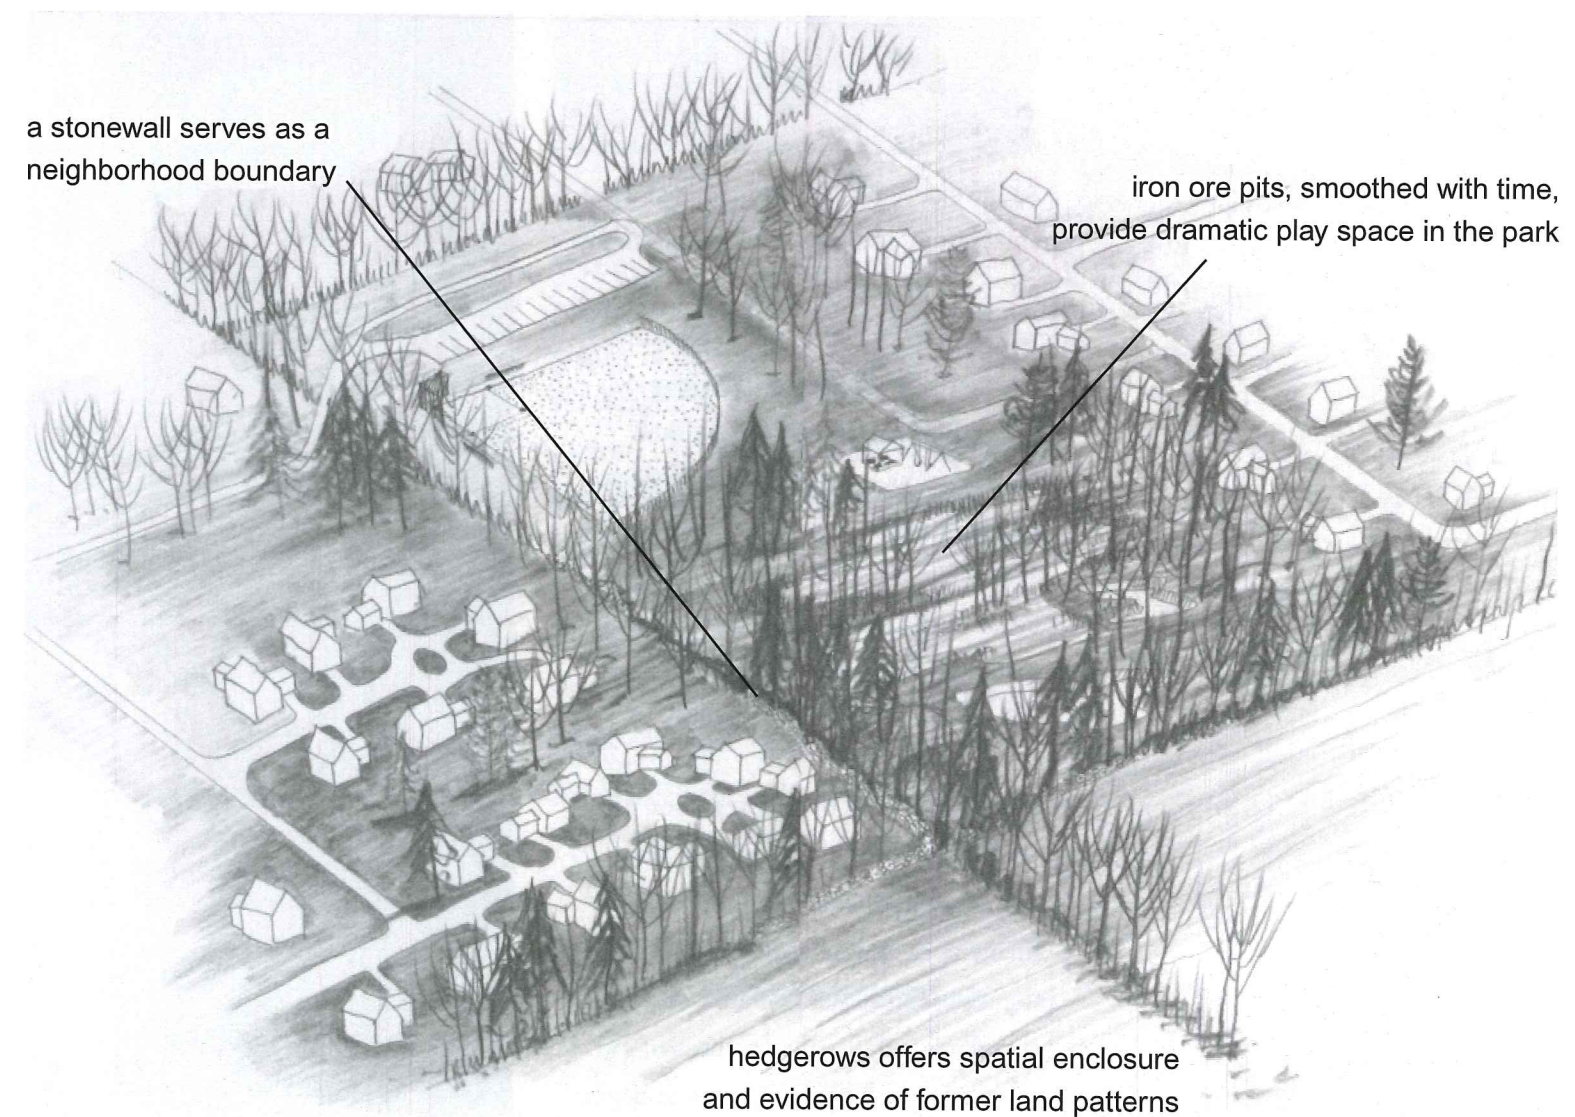 a stonewall serves as a
neighborhood boundary
iron ore pits, smoothed with time,
provide dramatic play space in the park
hedgerows offers spatial enclosure
and evidence of former land patterns